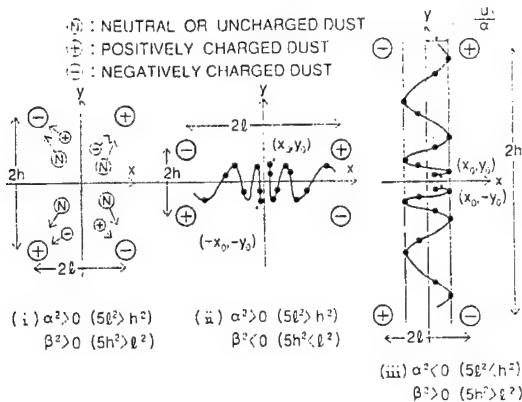 Ⓝ : NEUTRAL OR UNCHARGED DUST
⊕ : POSITIVELY CHARGED DUST
⊖ : NEGATIVELY CHARGED DUST
y
2h
x
2ℓ
y
2ℓ
(x₀,y₀)
x
2h
(-x₀,-y₀)
y
2h
(x₀,y₀)
x
(x₀,-y₀)
2ℓ
(i) α²>0 (5ℓ²>h²)
β²>0 (5h²>ℓ²)
(ii) α²>0 (5ℓ²>h²)
β²<0 (5h²<ℓ²)
(iii) α²<0 (5ℓ²<h²)
β²>0 (5h²>ℓ²)